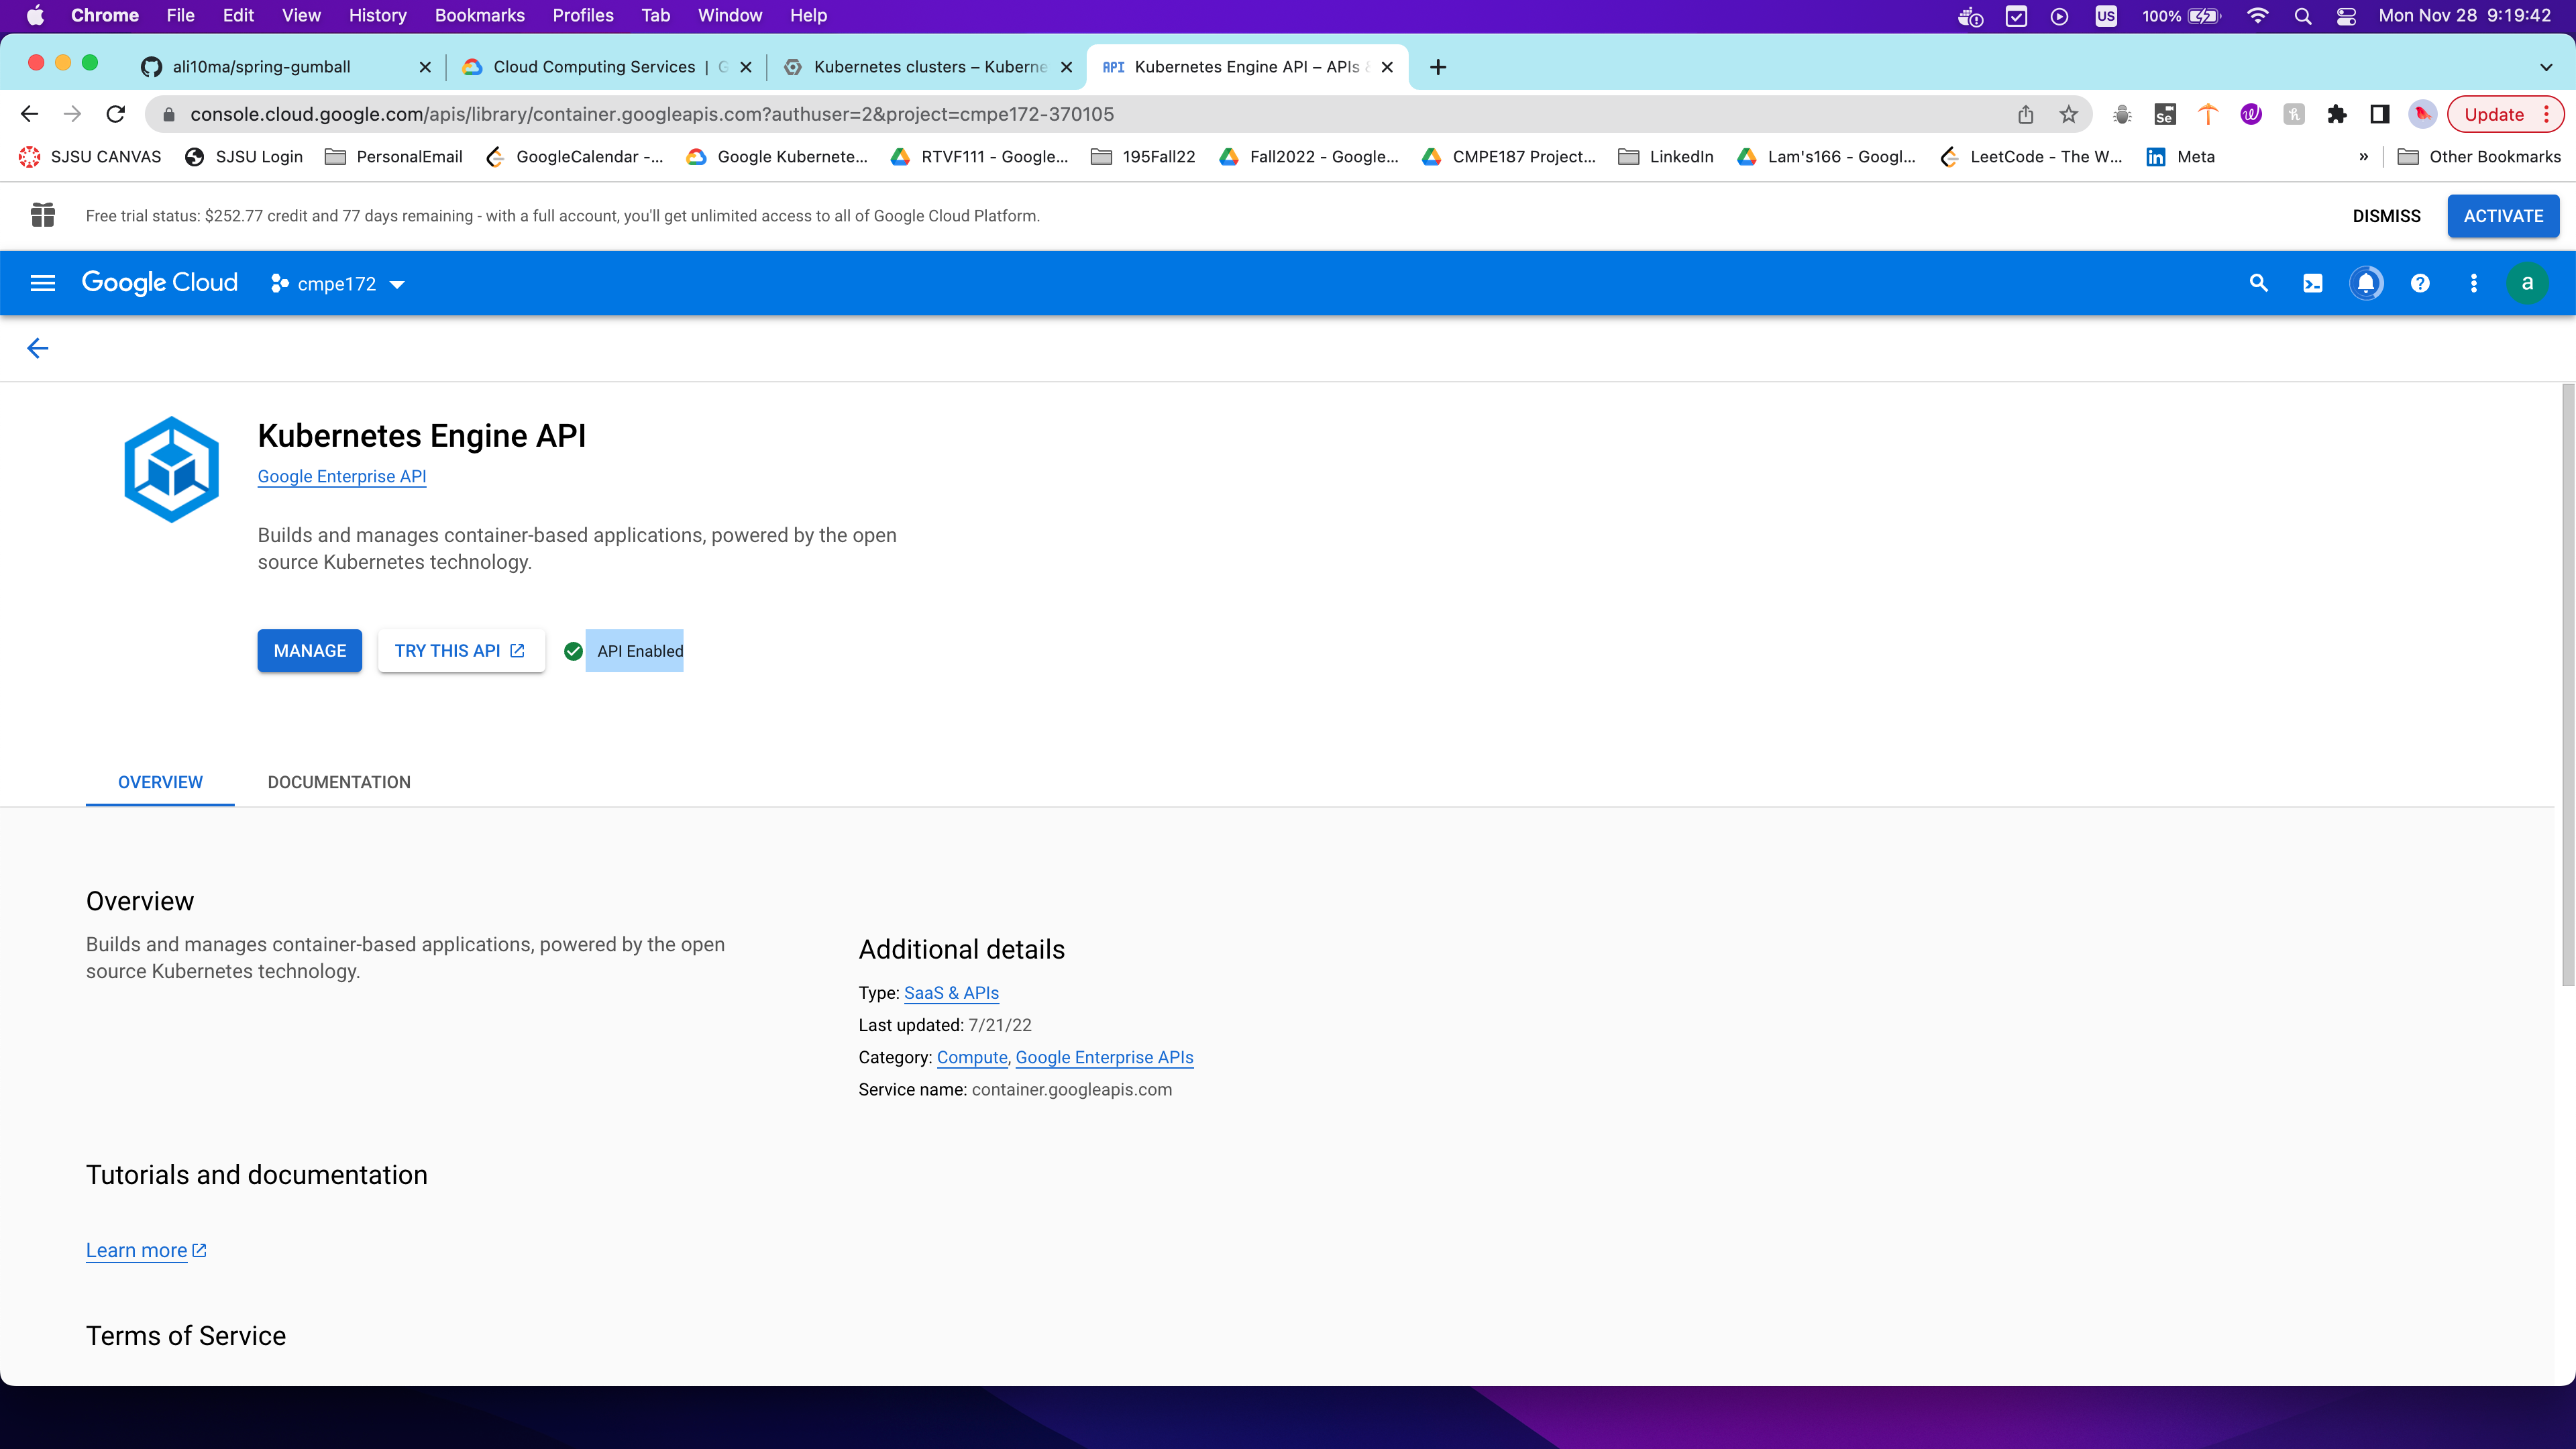 Chrome File Edit View History Bookmarks Profiles Tab Window Help US 100% Mon Nov 28 9:19:42
ali10ma/spring-gumball Cloud Computing Services | G Kubernetes clusters – Kuberne API Kubernetes Engine API – APIs &
console.cloud.google.com/apis/library/container.googleapis.com?authuser=2&project=cmpe172-370105 Se Update
SJSU CANVAS SJSU Login PersonalEmail GoogleCalendar -... Google Kubernete... RTVF111 - Google... 195Fall22 Fall2022 - Google... CMPE187 Project... LinkedIn Lam's166 - Googl... LeetCode - The W... in Meta » Other Bookmarks
Free trial status: $252.77 credit and 77 days remaining - with a full account, you'll get unlimited access to all of Google Cloud Platform. DISMISS ACTIVATE
Google Cloud cmpe172 a
Kubernetes Engine API
Google Enterprise API
Builds and manages container-based applications, powered by the open
source Kubernetes technology.
MANAGE TRY THIS API API Enabled
OVERVIEW DOCUMENTATION
Overview
Builds and manages container-based applications, powered by the open
source Kubernetes technology.
Additional details
Type: SaaS & APIs
Last updated: 7/21/22
Category: Compute, Google Enterprise APIs
Service name: container.googleapis.com
Tutorials and documentation
Learn more
Terms of Service